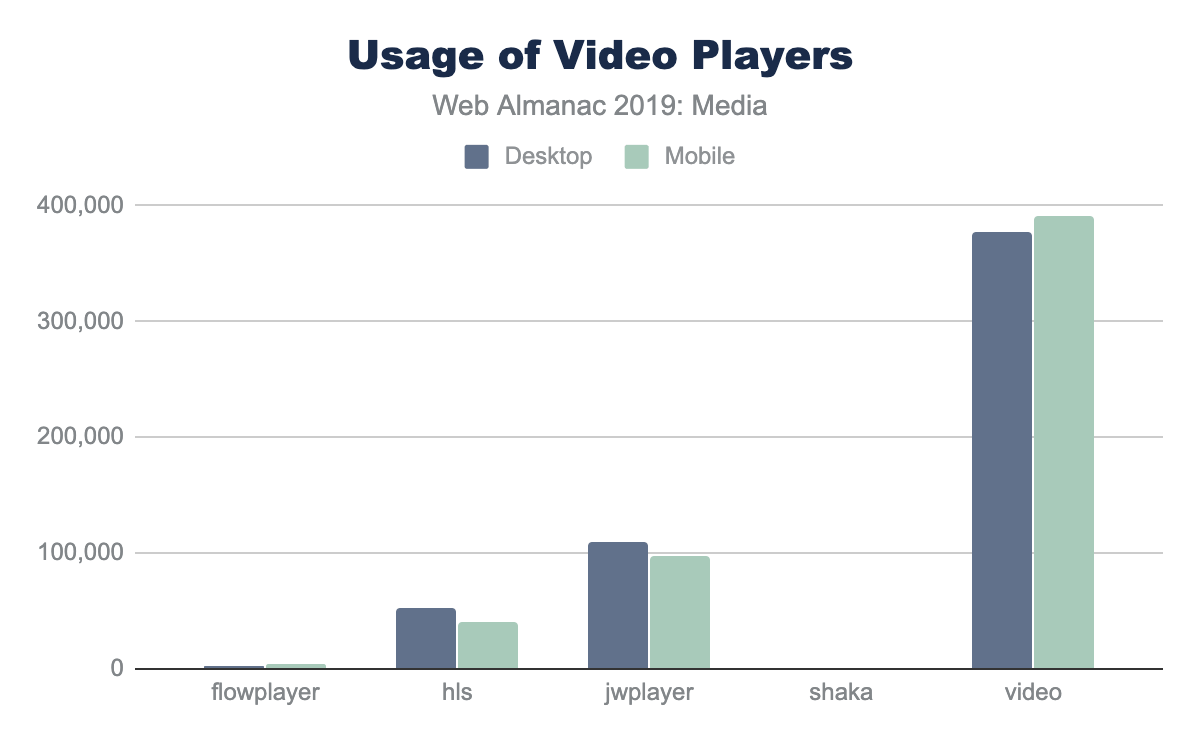 Usage of Video Players
Web Almanac 2019: Media
Desktop Mobile
400,000
300,000
200,000
100,000
0
flowplayer hls jwplayer shaka video